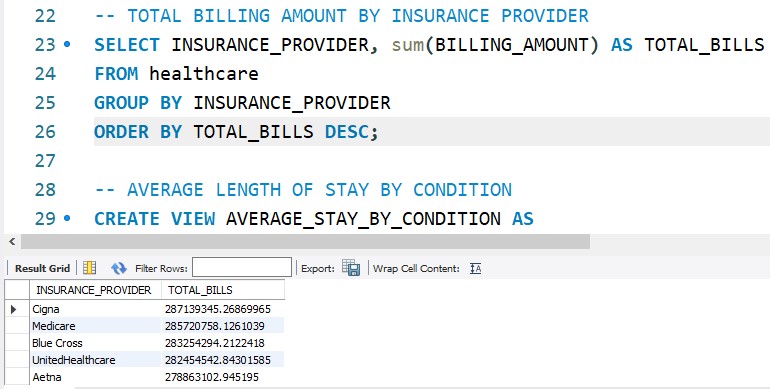 22 -- TOTAL BILLING AMOUNT BY INSURANCE PROVIDER
23 SELECT INSURANCE_PROVIDER, sum(BILLING_AMOUNT) AS TOTAL_BILLS
24 FROM healthcare
25 GROUP BY INSURANCE_PROVIDER
26 ORDER BY TOTAL_BILLS DESC;
27
28 -- AVERAGE LENGTH OF STAY BY CONDITION
29 CREATE VIEW AVERAGE_STAY_BY_CONDITION AS
Result Grid Filter Rows: Export: Wrap Cell Content: IA
INSURANCE_PROVIDER TOTAL_BILLS
Cigna 287139345.26869965
Medicare 285720758.1261039
Blue Cross 283254294.2122418
UnitedHealthcare 282454542.84301585
Aetna 278863102.945195